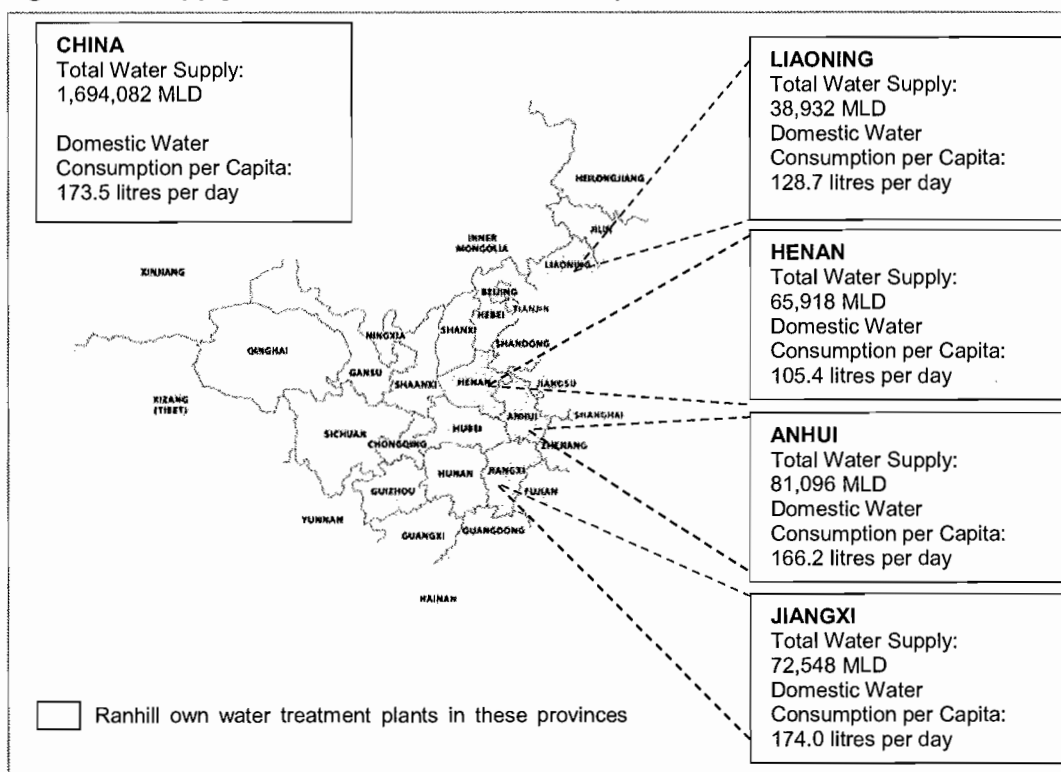 CHINA
Total Water Supply:
1,694,082 MLD
Domestic Water
Consumption per Capita:
173.5 litres per day
LIAONING
Total Water Supply:
38,932 MLD
Domestic Water
Consumption per Capita:
128.7 litres per day
HENAN
Total Water Supply:
65,918 MLD
Domestic Water
Consumption per Capita:
105.4 litres per day
ANHUI
Total Water Supply:
81,096 MLD
Domestic Water
Consumption per Capita:
166.2 litres per day
JIANGXI
Total Water Supply:
72,548 MLD
Domestic Water
Consumption per Capita:
174.0 litres per day
HEILONGJIANG
JILIN
INNER
MONGOLIA
LIAONING
XINJIANG
BEIJING
TIANJIN
HEBEI
NINGXIA
SHANXI
SHANDONG
QINGHAI
GANSU
SHAANXI
HENAN
JIANGSU
XIZANG
(TIBET)
ANHUI
SHANGHAI
HUBEI
SICHUAN
CHONGQING
ZHEJIANG
HUNAN
JIANGXI
GUIZHOU
FUJIAN
YUNNAN
GUANGXI
GUANGDONG
HAINAN
Ranhill own water treatment plants in these provinces